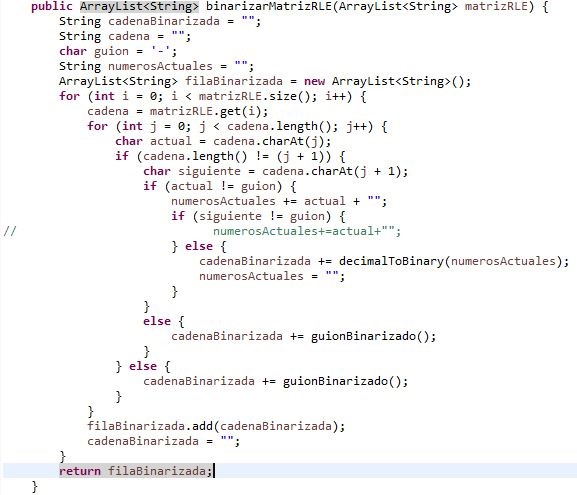 public ArrayList<String> binarizarMatrizRLE(ArrayList<String> matrizRLE) {
String cadenaBinarizada = "";
String cadena = "";
char guion = '-';
String numerosActuales = "";
ArrayList<String> filaBinarizada = new ArrayList<String>();
for (int i = 0; i < matrizRLE.size(); i++) {
cadena = matrizRLE.get(i);
for (int j = 0; j < cadena.length(); j++) {
char actual = cadena.charAt(j);
if (cadena.length() != (j + 1)) {
char siguiente = cadena.charAt(j + 1);
if (actual != guion) {
numerosActuales += actual + "";
if (siguiente != guion) {
// numerosActuales+=actual+"";
} else {
cadenaBinarizada += decimalToBinary(numerosActuales);
numerosActuales = "";
}
}
else {
cadenaBinarizada += guionBinarizado();
}
} else {
cadenaBinarizada += guionBinarizado();
}
}
filaBinarizada.add(cadenaBinarizada);
cadenaBinarizada = "";
}
return filaBinarizada;
}